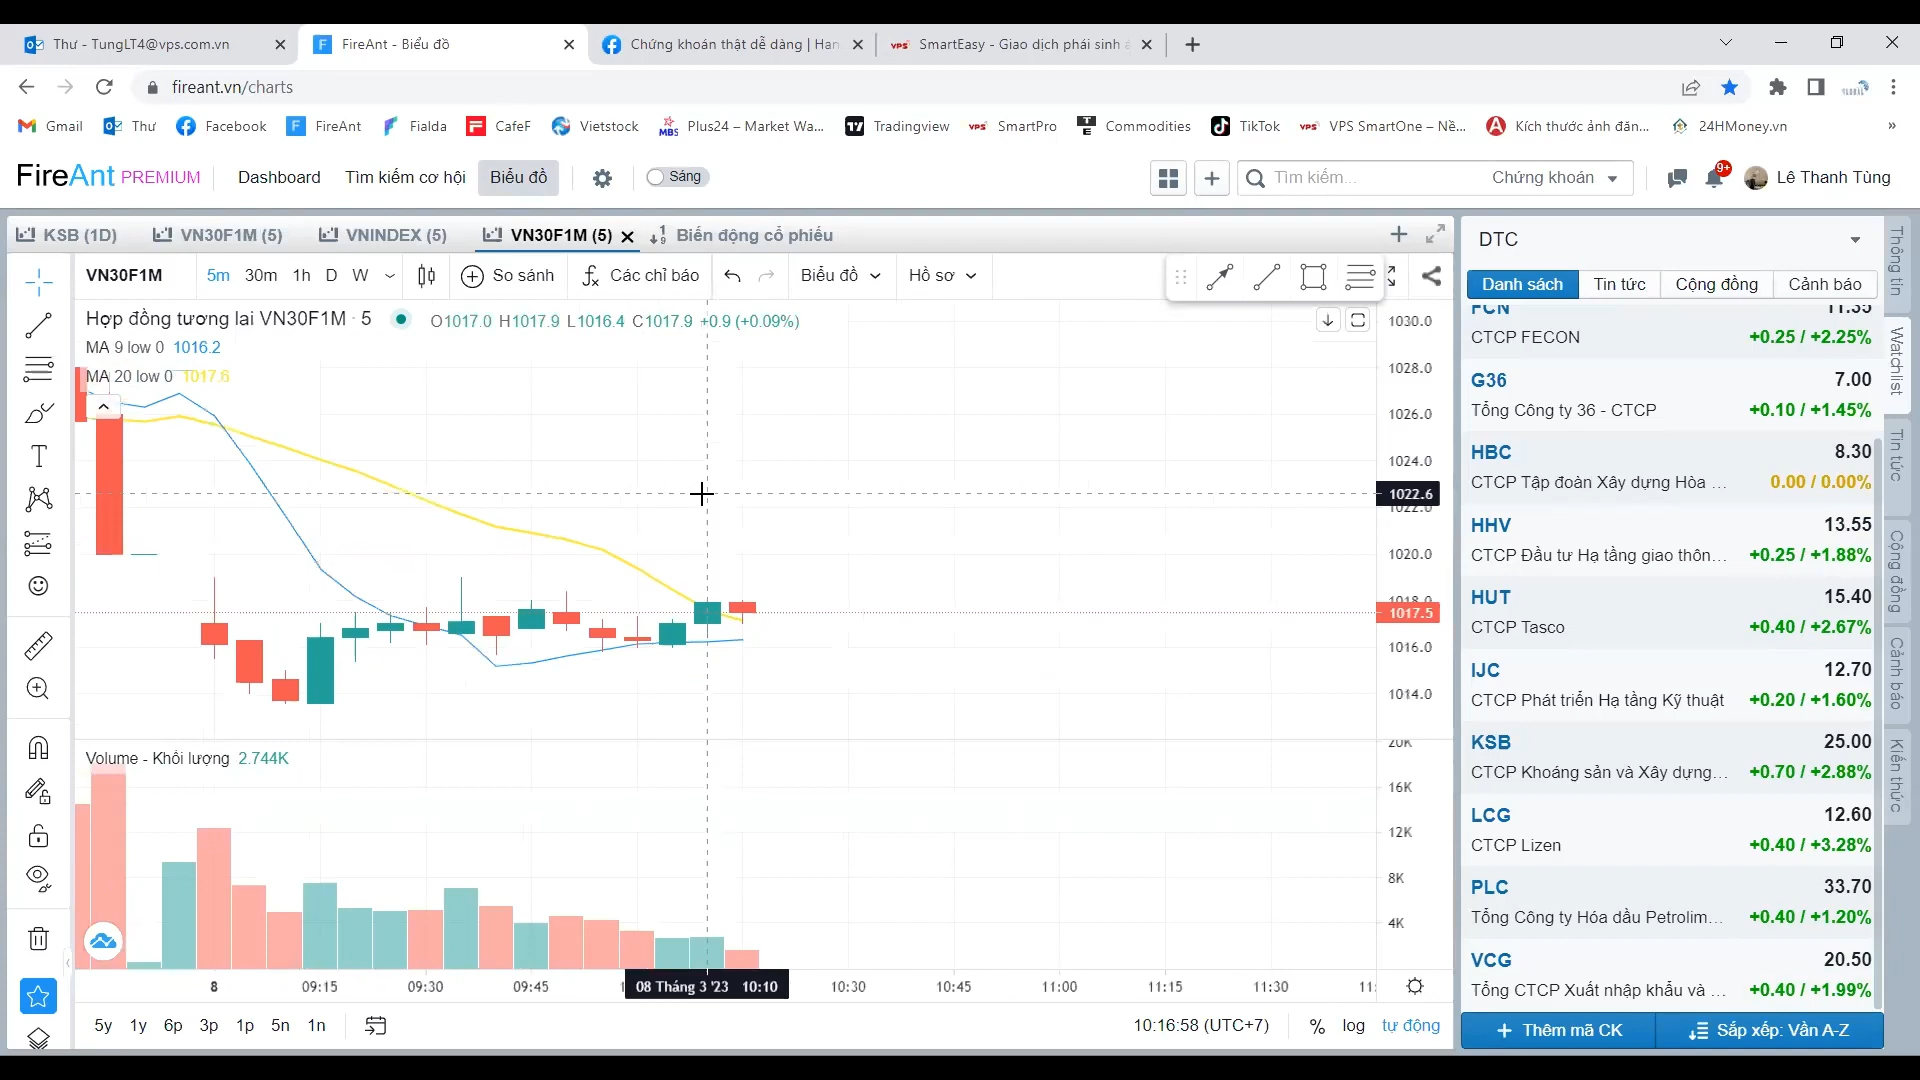 Thư - TungLT4@vps.com.vn
FireAnt - Biểu đồ
Chứng khoán thật dễ dàng | Han
VPS SmartEasy - Giao dịch phái sinh
fireant.vn/charts
Gmail
Thư
Facebook
FireAnt
Fialda
CafeF
Vietstock
MBS Plus24 – Market Wa...
Tradingview
VPS SmartPro
Commodities
TikTok
VPS VPS SmartOne – Nề...
Kích thước ảnh đăn...
24HMoney.vn
»
FireAnt PREMIUM
Dashboard
Tìm kiếm cơ hội
Biểu đồ
Sáng
Tìm kiếm...
Chứng khoán
9+
Lê Thanh Tùng
KSB (1D)
VN30F1M (5)
VNINDEX (5)
VN30F1M (5)
Biến động cổ phiếu
VN30F1M
5m 30m 1h D W
So sánh
Các chỉ báo
Biểu đồ
Hồ sơ
Hợp đồng tương lai VN30F1M · 5
O1017.0 H1017.9 L1016.4 C1017.9 +0.9 (+0.09%)
MA 9 low 0 1016.2
MA 20 low 0 1017.6
1030.0
1028.0
1026.0
1024.0
1022.6
1022.0
1020.0
1018.0
1017.5
1016.0
1014.0
Volume - Khối lượng 2.744K
20K
16K
12K
8K
4K
8
09:15
09:30
09:45
08 Tháng 3 '23 10:10
10:30
10:45
11:00
11:15
11:30
5y 1y 6p 3p 1p 5n 1n
10:16:58 (UTC+7)
% log tự động
DTC
Danh sách
Tin tức
Cộng đồng
Cảnh báo
FCN 11.35
CTCP FECON +0.25 / +2.25%
G36 7.00
Tổng Công ty 36 - CTCP +0.10 / +1.45%
HBC 8.30
CTCP Tập đoàn Xây dựng Hòa ... 0.00 / 0.00%
HHV 13.55
CTCP Đầu tư Hạ tầng giao thôn... +0.25 / +1.88%
HUT 15.40
CTCP Tasco +0.40 / +2.67%
IJC 12.70
CTCP Phát triển Hạ tầng Kỹ thuật +0.20 / +1.60%
KSB 25.00
CTCP Khoáng sản và Xây dựng... +0.70 / +2.88%
LCG 12.60
CTCP Lizen +0.40 / +3.28%
PLC 33.70
Tổng Công ty Hóa dầu Petrolim... +0.40 / +1.20%
VCG 20.50
Tổng CTCP Xuất nhập khẩu và ... +0.40 / +1.99%
Thêm mã CK
Sắp xếp: Vần A-Z
Thông tin
Watchlist
Tin tức
Cộng đồng
Cảnh báo
Kiến thức